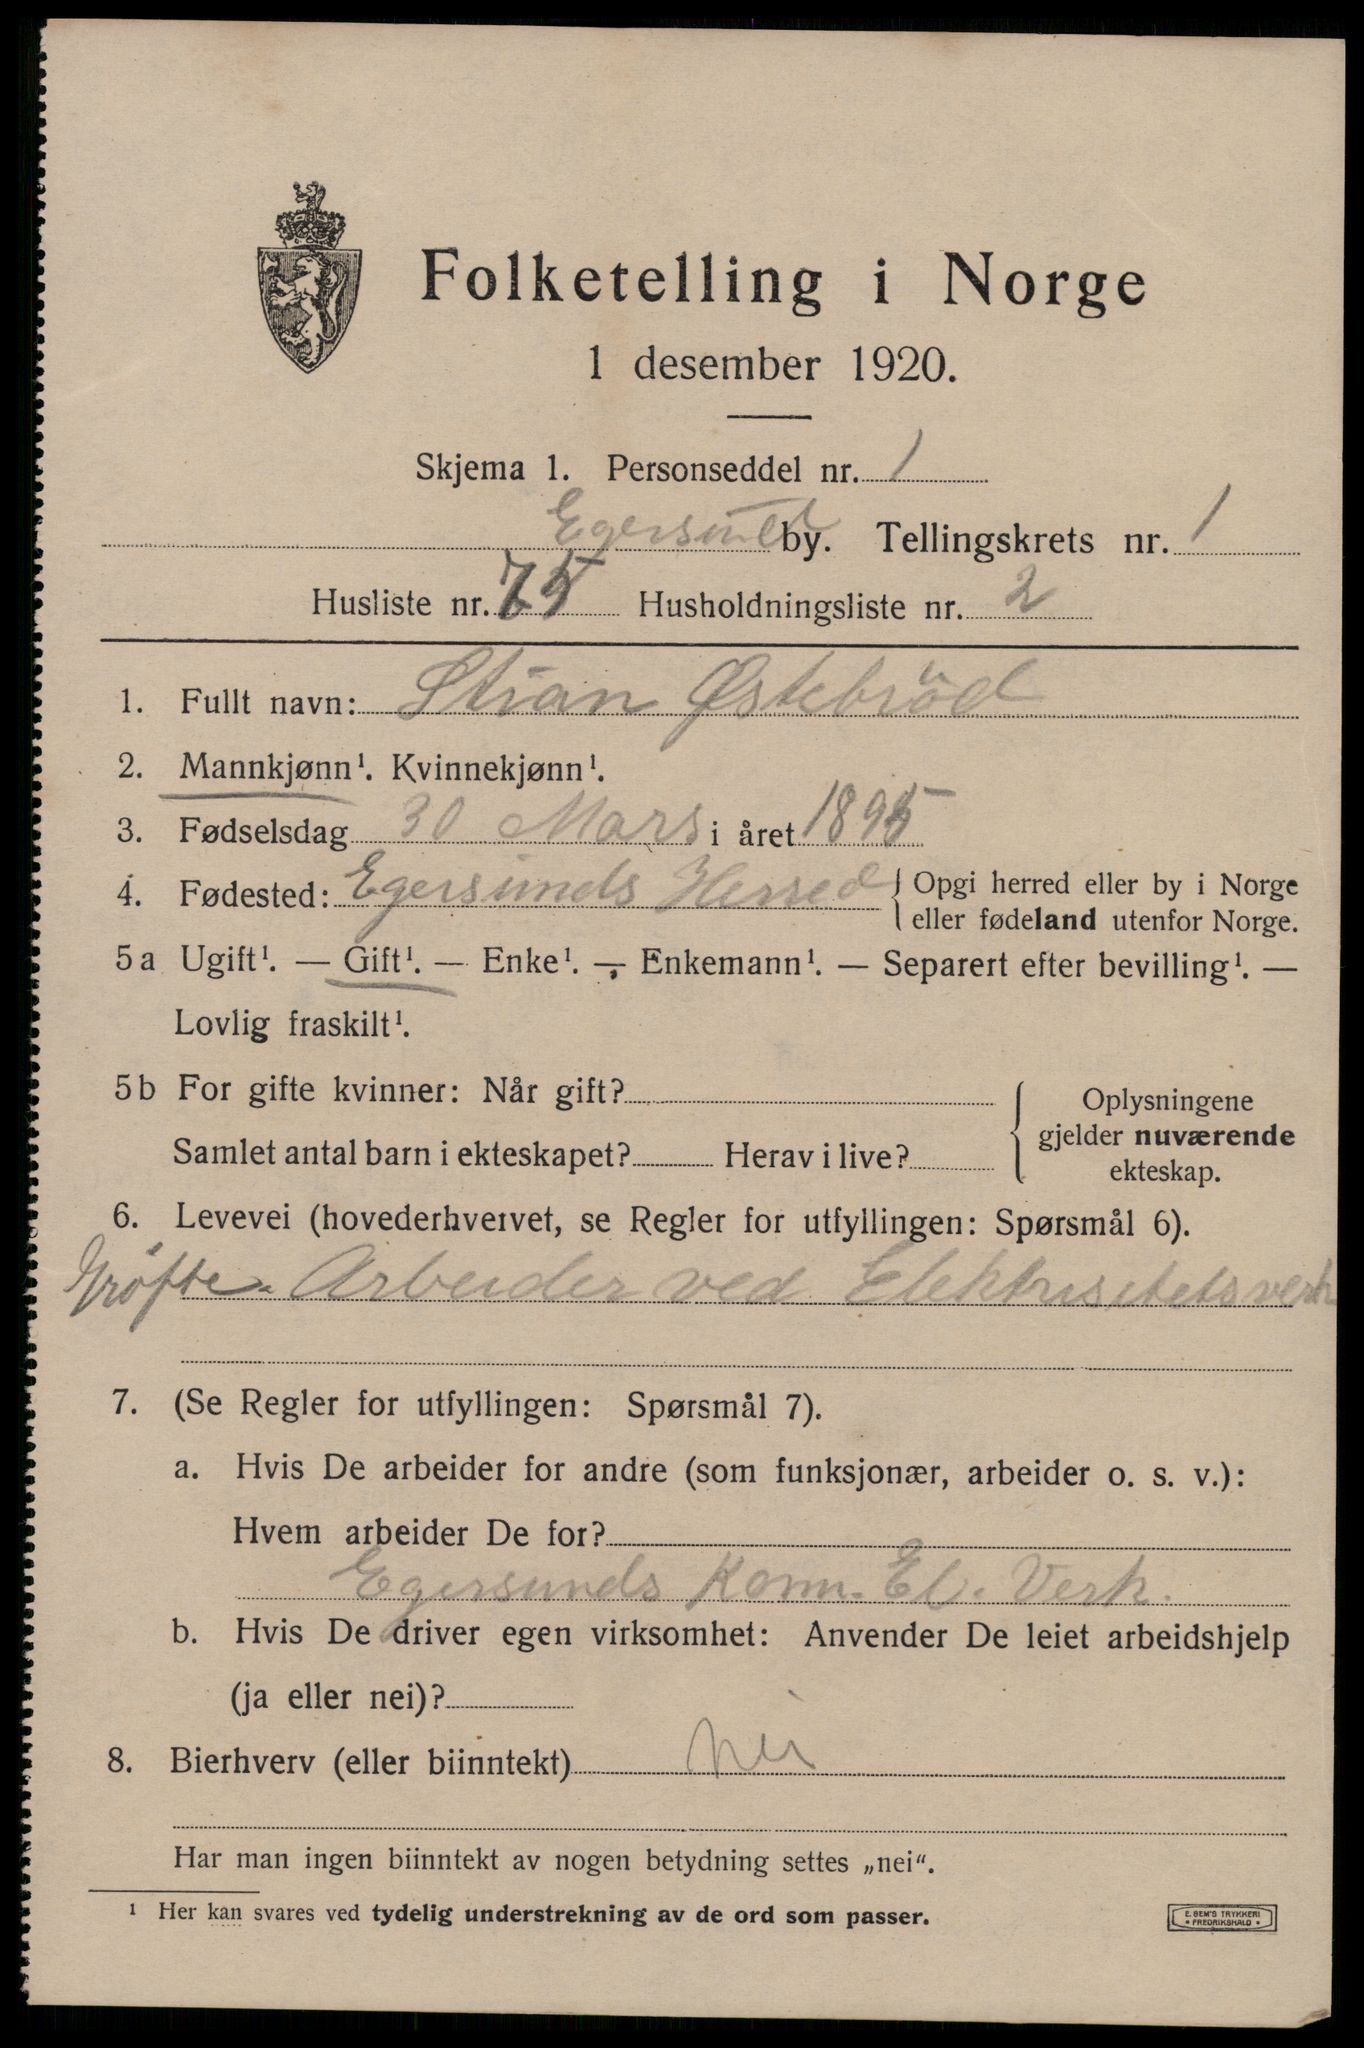 Folketelling i Norge
1 desember 1920.
Skjema 1. Personseddel nr. 1
Egersund by. Tellingskrets nr. 1
Husliste nr. 75 Husholdningsliste nr. 2
1. Fullt navn: Stian Østebröd
2. Mannkjønn¹. Kvinnekjønn¹.
3. Fødselsdag 30 Mars i året 1895
4. Fødested: Egersunds Herred { Opgi herred eller by i Norge
eller fødeland utenfor Norge.
5a Ugift¹. — Gift¹. — Enke¹. — Enkemann¹. — Separert efter bevilling¹. —
Lovlig fraskilt¹.
5b For gifte kvinner: Når gift?
Samlet antal barn i ekteskapet? Herav i live?
{ Oplysningene
gjelder nuværende
ekteskap.
6. Levevei (hovederhvervet, se Regler for utfyllingen: Spørsmål 6).
Grøfte- Arbeider ved Elektrisitetsverk
7. (Se Regler for utfyllingen: Spørsmål 7).
a. Hvis De arbeider for andre (som funksjonær, arbeider o. s. v.):
Hvem arbeider De for?
Egersunds Kom. El. Verk.
b. Hvis De driver egen virksomhet: Anvender De leiet arbeidshjelp
(ja eller nei)?
8. Bierhverv (eller biinntekt) nei
Har man ingen biinntekt av nogen betydning settes „nei“.
¹ Her kan svares ved tydelig understrekning av de ord som passer.
E. SEM'S TRYKKERI
• FREDRIKSHALD •